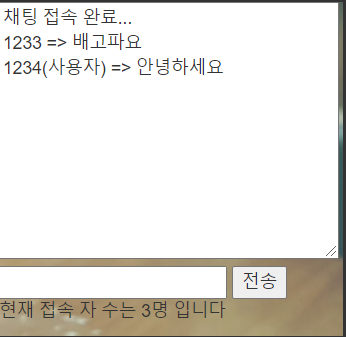 채팅 접속 완료...
1233 => 배고파요
1234(사용자) => 안녕하세요
전송
현재 접속 자 수는 3명 입니다